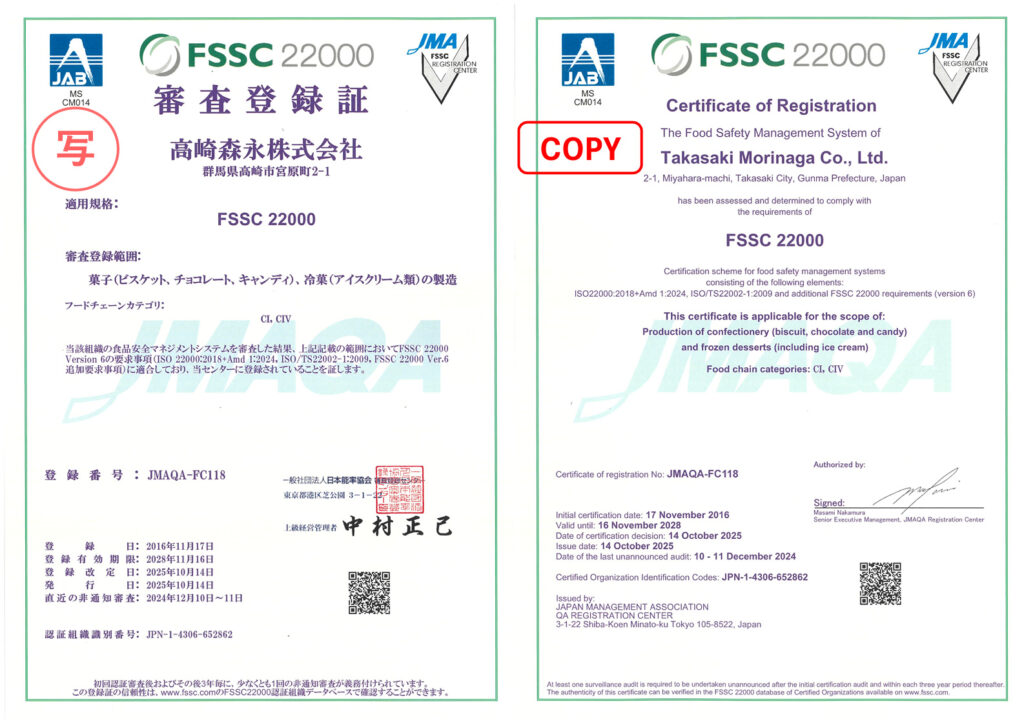 JAB
MS
CM014
FSSC 22000
JMA
FSSC
REGISTRATION
CENTER
審査登録証
写
高崎森永株式会社
群馬県高崎市宮原町2-1
適用規格:
FSSC 22000
審査登録範囲:
菓子(ビスケット、チョコレート、キャンディ)、冷菓(アイスクリーム類)の製造
フードチェーンカテゴリ:
CI, CIV
JMAQA
当該組織の食品安全マネジメントシステムを審査した結果、上記記載の範囲においてFSSC 22000
Version 6の要求事項(ISO 22000:2018+Amd 1:2024, ISO/TS22002-1:2009, FSSC 22000 Ver.6
追加要求事項)に適合しており、当センターに登録されていることを証します。
登録番号: JMAQA-FC118
一般社団法人日本能率協会
東京都港区芝公園 3-1-22
上級経営管理者 中村正己
登録日: 2016年11月17日
登録有効期限: 2028年11月16日
登録改定日: 2025年10月14日
発行日: 2025年10月14日
直近の非通知審査: 2024年12月10日~11日
認証組織識別番号: JPN-1-4306-652862
初回認証審査後およびその後3年毎に、少なくとも1回の非通知審査が義務付けられています。
この登録証の信頼性は、www.fssc.comのFSSC22000認証組織データベースで確認することができます。
JAB
MS
CM014
FSSC 22000
JMA
FSSC
REGISTRATION
CENTER
Certificate of Registration
COPY
The Food Safety Management System of
Takasaki Morinaga Co., Ltd.
2-1, Miyahara-machi, Takasaki City, Gunma Prefecture, Japan
has been assessed and determined to comply with
the requirements of
FSSC 22000
Certification scheme for food safety management systems
consisting of the following elements:
ISO22000:2018+Amd 1:2024, ISO/TS22002-1:2009 and additional FSSC 22000 requirements (version 6)
This certificate is applicable for the scope of:
Production of confectionery (biscuit, chocolate and candy)
and frozen desserts (including ice cream)
Food chain categories: CI, CIV
JMAQA
Certificate of registration No: JMAQA-FC118
Authorized by:
Signed:
Masami Nakamura
Senior Executive Management, JMAQA Registration Center
Initial certification date: 17 November 2016
Valid until: 16 November 2028
Date of certification decision: 14 October 2025
Issue date: 14 October 2025
Date of the last unannounced audit: 10 - 11 December 2024
Certified Organization Identification Codes: JPN-1-4306-652862
Issued by:
JAPAN MANAGEMENT ASSOCIATION
QA REGISTRATION CENTER
3-1-22 Shiba-Koen Minato-ku Tokyo 105-8522, Japan
At least one surveillance audit is required to be undertaken unannounced after the initial certification audit and within each three year period thereafter.
The authenticity of this certificate can be verified in the FSSC 22000 database of Certified Organizations available on www.fssc.com.